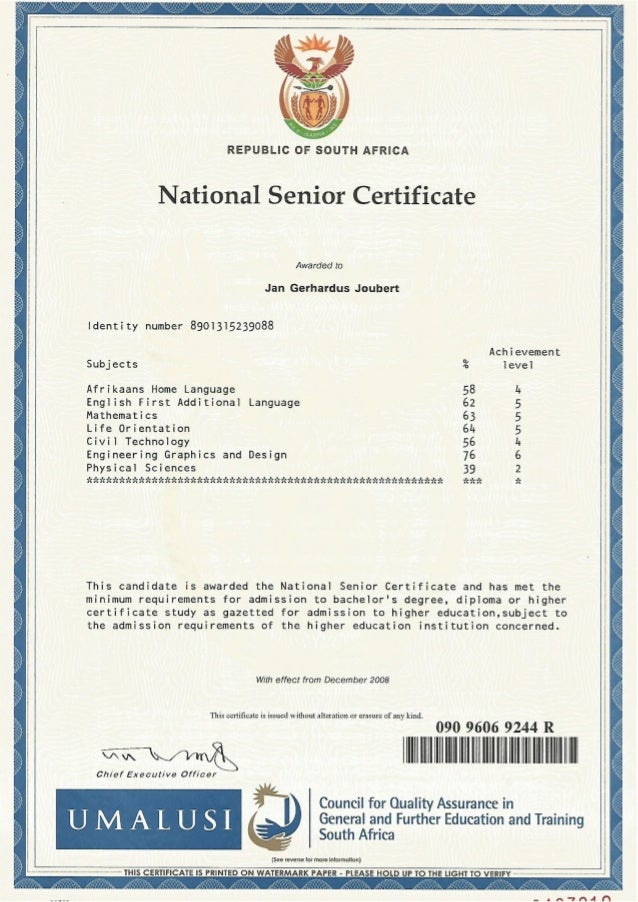 REPUBLIC OF SOUTH AFRICA
National Senior Certificate
Awarded to
Jan Gerhardus Joubert
Identity number 8901315239088
Achievement
Subjects % level
Afrikaans Home Language 58 4
English First Additional Language 62 5
Mathematics 63 5
Life Orientation 64 5
Civil Technology 56 4
Engineering Graphics and Design 76 6
Physical Sciences 39 2
******************************************************* *** *
This candidate is awarded the National Senior Certificate and has met the
minimum requirements for admission to bachelor's degree, diploma or higher
certificate study as gazetted for admission to higher education,subject to
the admission requirements of the higher education institution concerned.
With effect from December 2008
This certificate is issued without alteration or erasure of any kind.
090 9606 9244 R
Chief Executive Officer
UMALUSI
Council for Quality Assurance in
General and Further Education and Training
South Africa
(See reverse for more information)
THIS CERTIFICATE IS PRINTED ON WATERMARK PAPER - PLEASE HOLD UP TO THE LIGHT TO VERIFY